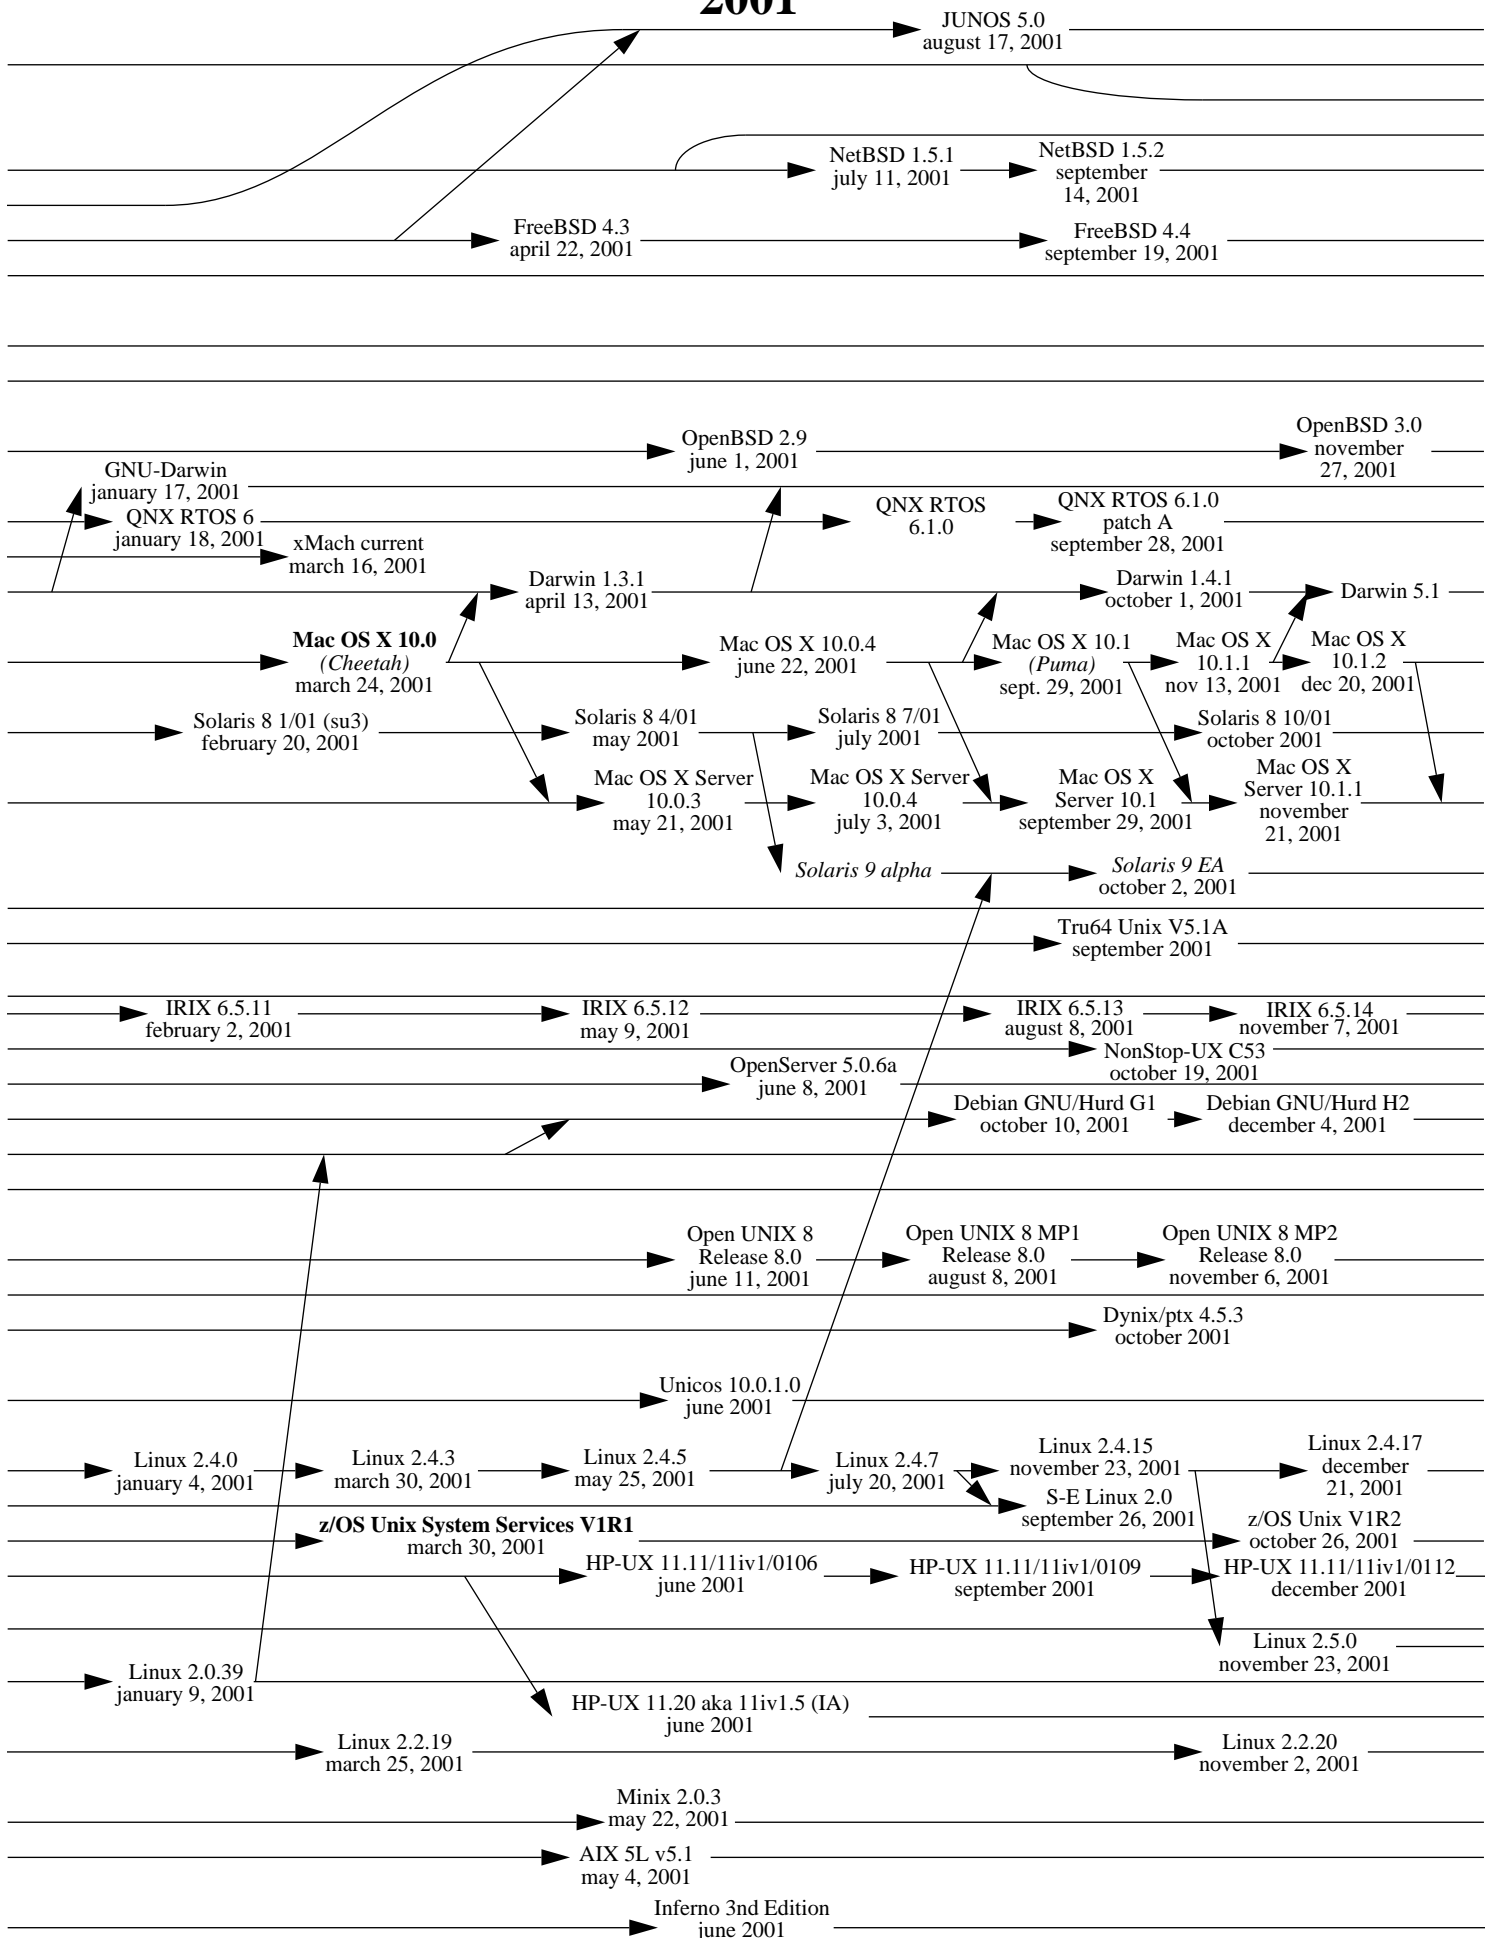 2001
JUNOS 5.0
august 17, 2001
NetBSD 1.5.1
july 11, 2001
NetBSD 1.5.2
september
14, 2001
FreeBSD 4.3
april 22, 2001
FreeBSD 4.4
september 19, 2001
OpenBSD 2.9
june 1, 2001
OpenBSD 3.0
november
27, 2001
GNU-Darwin
january 17, 2001
QNX RTOS 6
january 18, 2001
QNX RTOS
6.1.0
QNX RTOS 6.1.0
patch A
september 28, 2001
xMach current
march 16, 2001
Darwin 1.3.1
april 13, 2001
Darwin 1.4.1
october 1, 2001
Darwin 5.1
Mac OS X 10.0
(Cheetah)
march 24, 2001
Mac OS X 10.0.4
june 22, 2001
Mac OS X 10.1
(Puma)
sept. 29, 2001
Mac OS X
10.1.1
nov 13, 2001
Mac OS X
10.1.2
dec 20, 2001
Solaris 8 1/01 (su3)
february 20, 2001
Solaris 8 4/01
may 2001
Solaris 8 7/01
july 2001
Solaris 8 10/01
october 2001
Mac OS X Server
10.0.3
may 21, 2001
Mac OS X Server
10.0.4
july 3, 2001
Mac OS X
Server 10.1
september 29, 2001
Mac OS X
Server 10.1.1
november
21, 2001
Solaris 9 alpha
Solaris 9 EA
october 2, 2001
Tru64 Unix V5.1A
september 2001
IRIX 6.5.11
february 2, 2001
IRIX 6.5.12
may 9, 2001
IRIX 6.5.13
august 8, 2001
IRIX 6.5.14
november 7, 2001
NonStop-UX C53
october 19, 2001
OpenServer 5.0.6a
june 8, 2001
Debian GNU/Hurd G1
october 10, 2001
Debian GNU/Hurd H2
december 4, 2001
Open UNIX 8
Release 8.0
june 11, 2001
Open UNIX 8 MP1
Release 8.0
august 8, 2001
Open UNIX 8 MP2
Release 8.0
november 6, 2001
Dynix/ptx 4.5.3
october 2001
Unicos 10.0.1.0
june 2001
Linux 2.4.0
january 4, 2001
Linux 2.4.3
march 30, 2001
Linux 2.4.5
may 25, 2001
Linux 2.4.7
july 20, 2001
Linux 2.4.15
november 23, 2001
Linux 2.4.17
december
21, 2001
S-E Linux 2.0
september 26, 2001
z/OS Unix System Services V1R1
march 30, 2001
z/OS Unix V1R2
october 26, 2001
HP-UX 11.11/11iv1/0106
june 2001
HP-UX 11.11/11iv1/0109
september 2001
HP-UX 11.11/11iv1/0112
december 2001
Linux 2.5.0
november 23, 2001
Linux 2.0.39
january 9, 2001
HP-UX 11.20 aka 11iv1.5 (IA)
june 2001
Linux 2.2.19
march 25, 2001
Linux 2.2.20
november 2, 2001
Minix 2.0.3
may 22, 2001
AIX 5L v5.1
may 4, 2001
Inferno 3nd Edition
june 2001